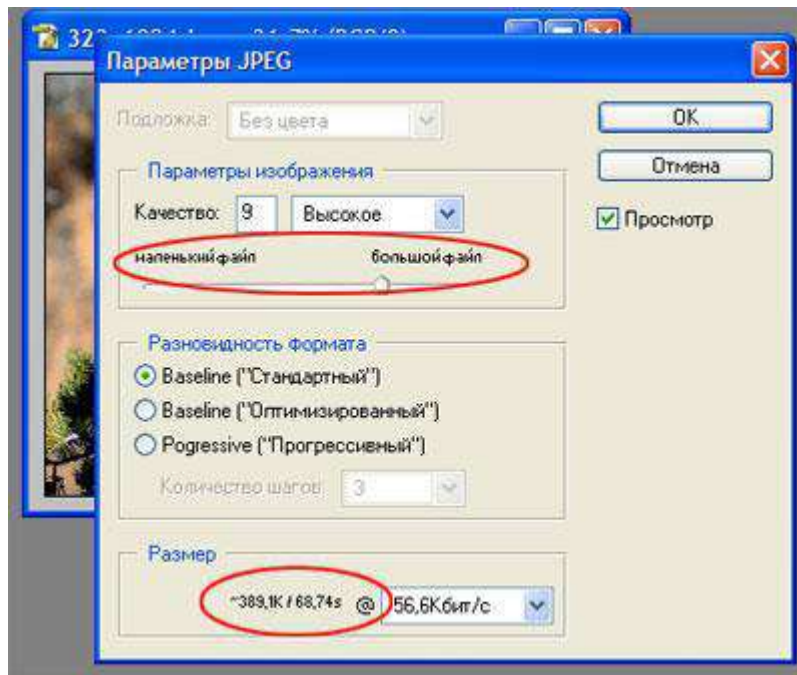 Параметры JPEG
Подложка: Без цвета
OK
Параметры изображения
Отмена
Качество: 9 Высокое
Просмотр
маленький файл большой файл
Разновидность формата
Baseline ("Стандартный")
Baseline ("Оптимизированный")
Pogressive ("Прогрессивный")
Количество шагов: 3
Размер
~389,1K / 68,74s @ 56,6Кбит/с